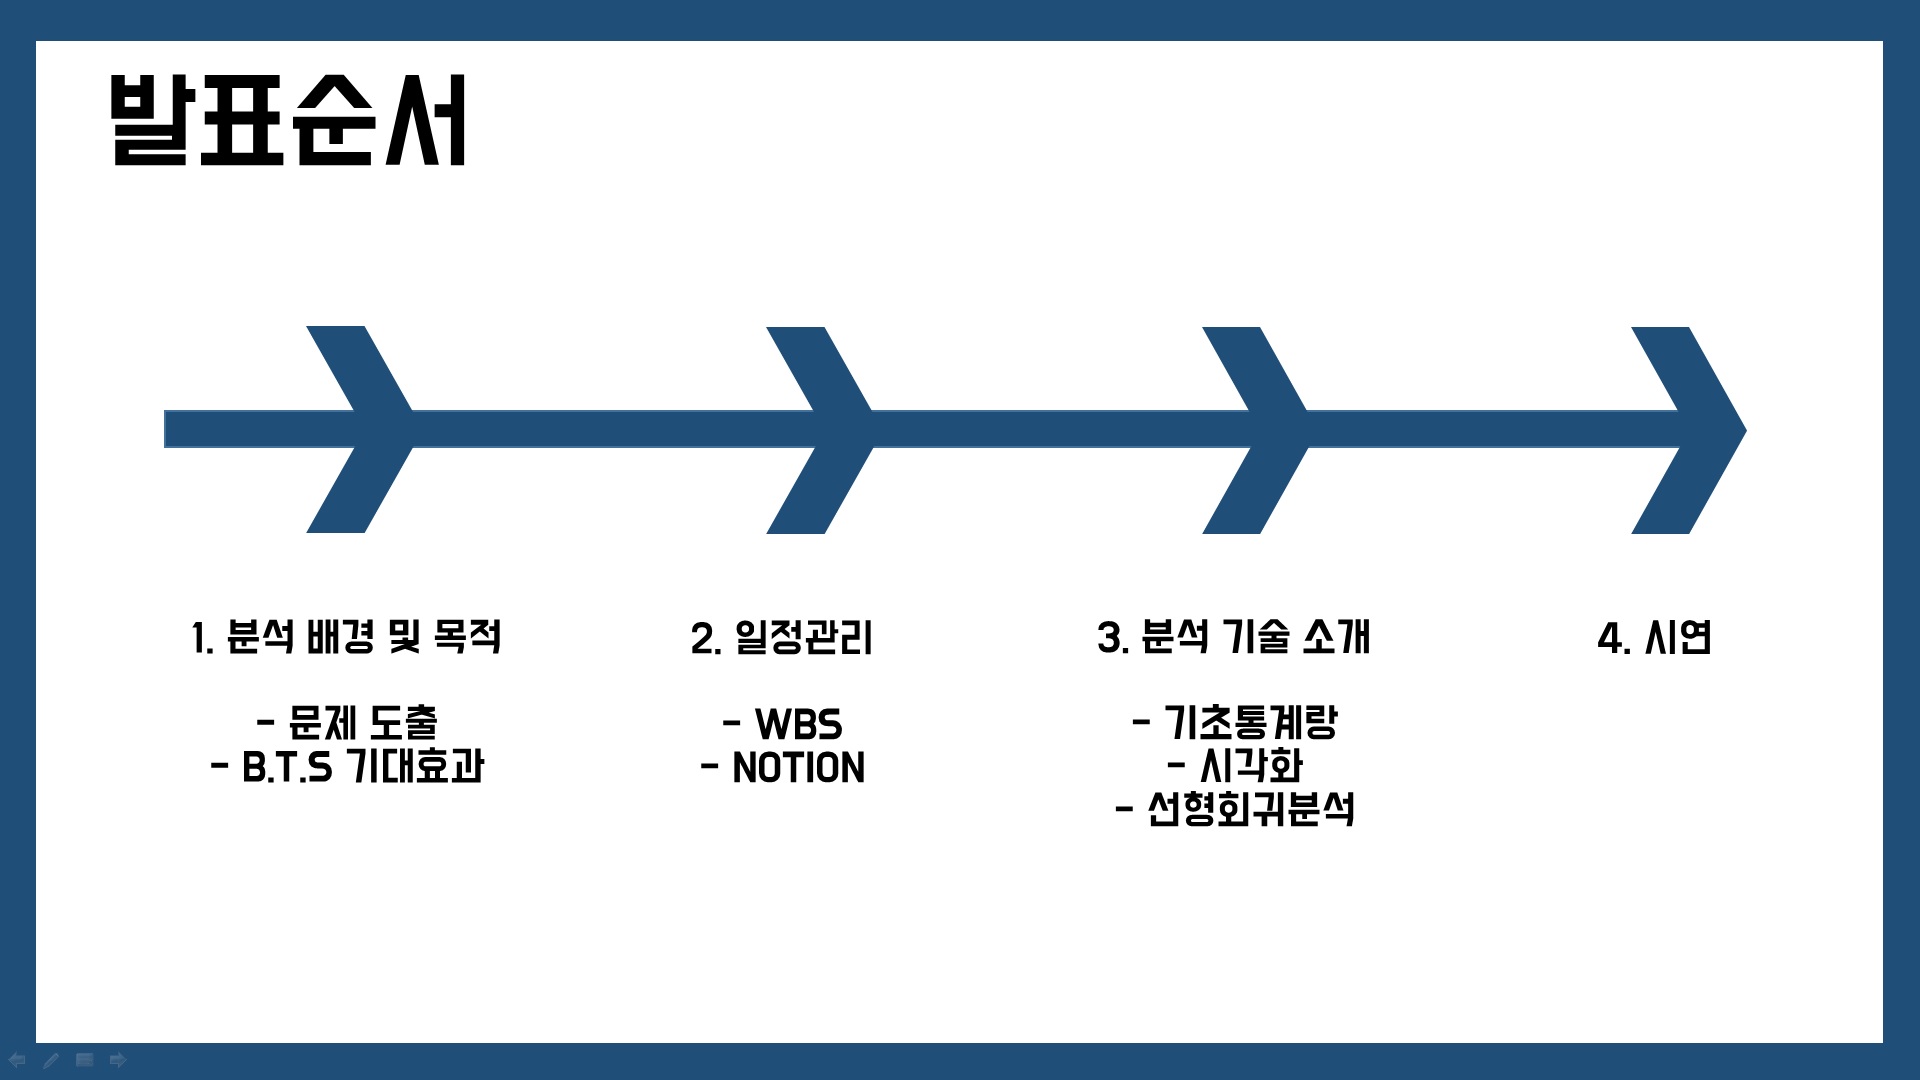 발표순서
1. 분석 배경 및 목적
- 문제 도출
- B.T.S 기대효과
2. 일정관리
- WBS
- NOTION
3. 분석 기술 소개
- 기초통계량
- 시각화
- 선형회귀분석
4. 시연